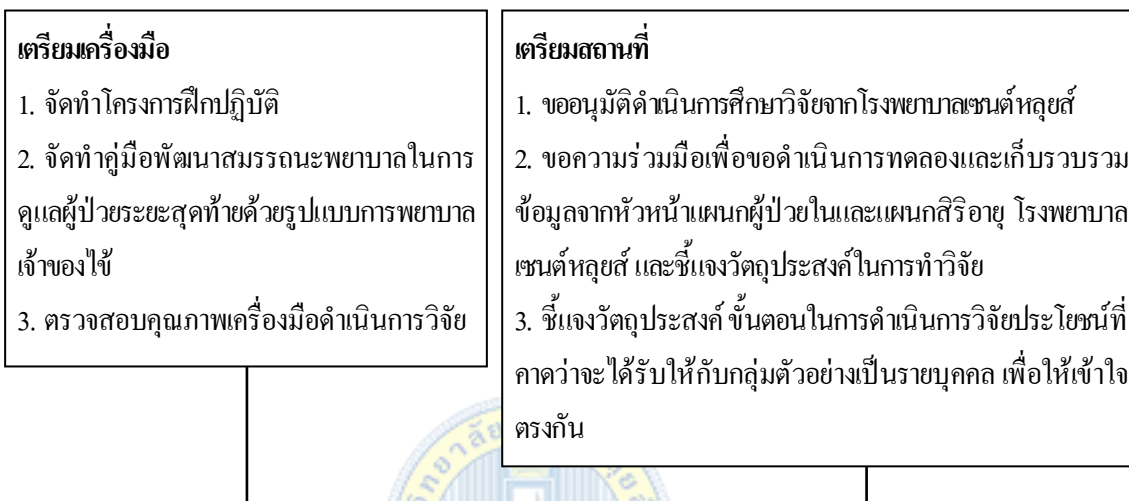 เตรียมเครื่องมือ
1. จัดทำโครงการฝึกปฏิบัติ
2. จัดทำคู่มือพัฒนาสมรรถนะพยาบาลในการ
ดูแลผู้ป่วยระยะสุดท้ายด้วยรูปแบบการพยาบาล
เจ้าของไข้
3. ตรวจสอบคุณภาพเครื่องมือดำเนินการวิจัย
เตรียมสถานที่
1. ขออนุมัติดำเนินการศึกษาวิจัยจากโรงพยาบาลเซนต์หลุยส์
2. ขอความร่วมมือเพื่อขอดำเนินการทดลองและเก็บรวบรวม
ข้อมูลจากหัวหน้าแผนกผู้ป่วยในและแผนกสิริอายุ โรงพยาบาล
เซนต์หลุยส์ และชี้แจงวัตถุประสงค์ในการทำวิจัย
3. ชี้แจงวัตถุประสงค์ ขั้นตอนในการดำเนินการวิจัยประโยชน์ที่
คาดว่าจะได้รับให้กับกลุ่มตัวอย่างเป็นรายบุคคล เพื่อให้เข้าใจ
ตรงกัน